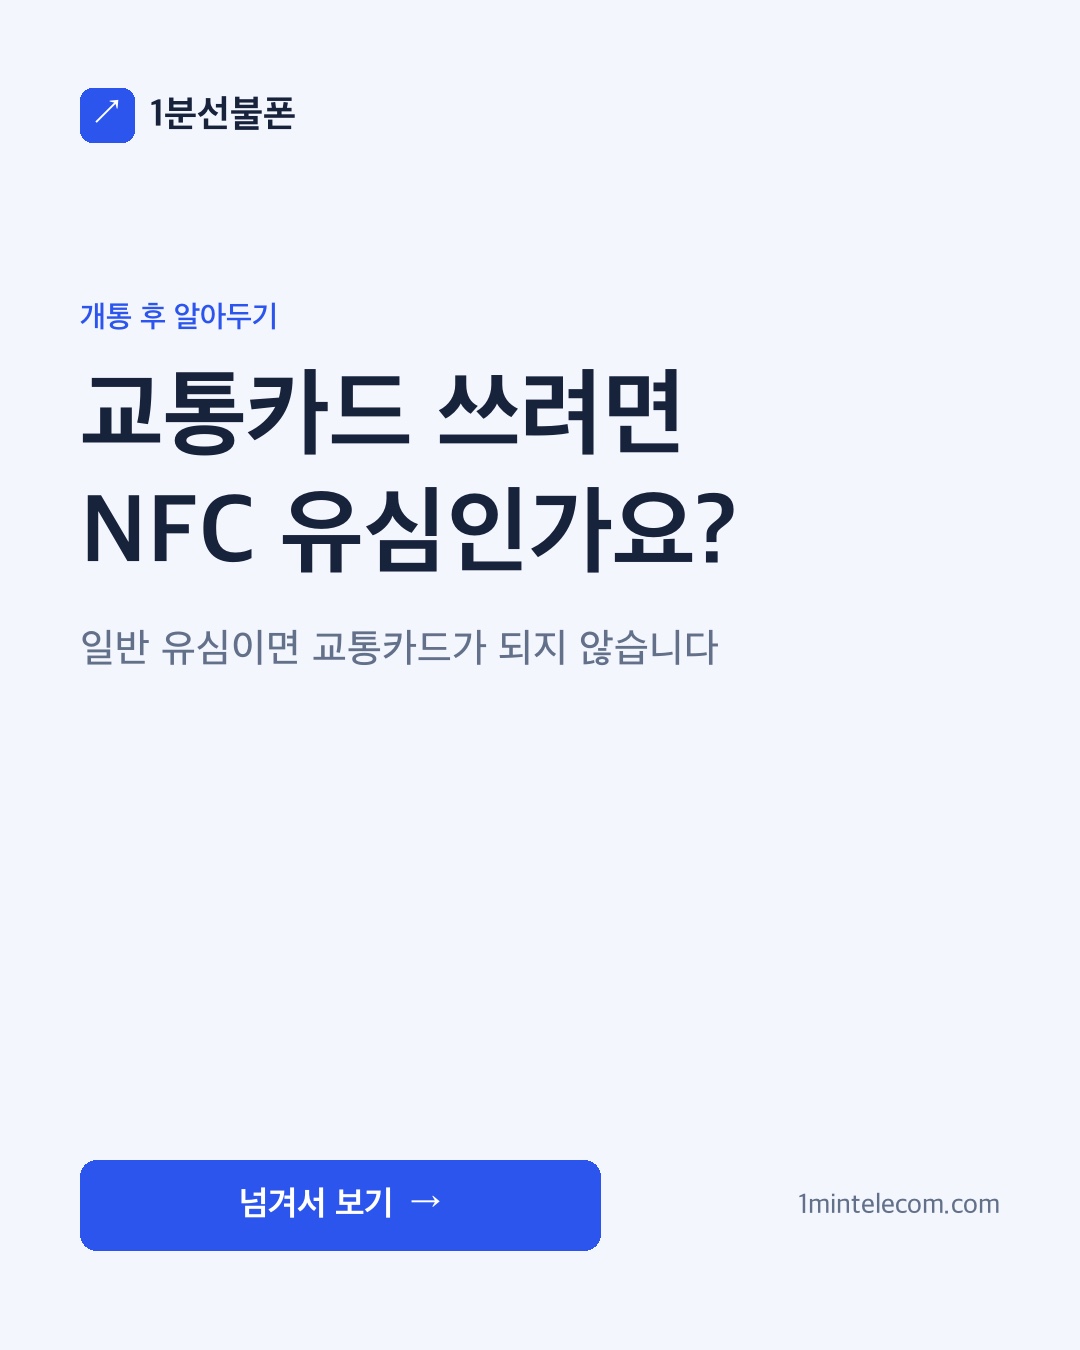 ↗ 1분선불폰
개통 후 알아두기
교통카드 쓰려면
NFC 유심인가요?
일반 유심이면 교통카드가 되지 않습니다
넘겨서 보기 →
1mintelecom.com